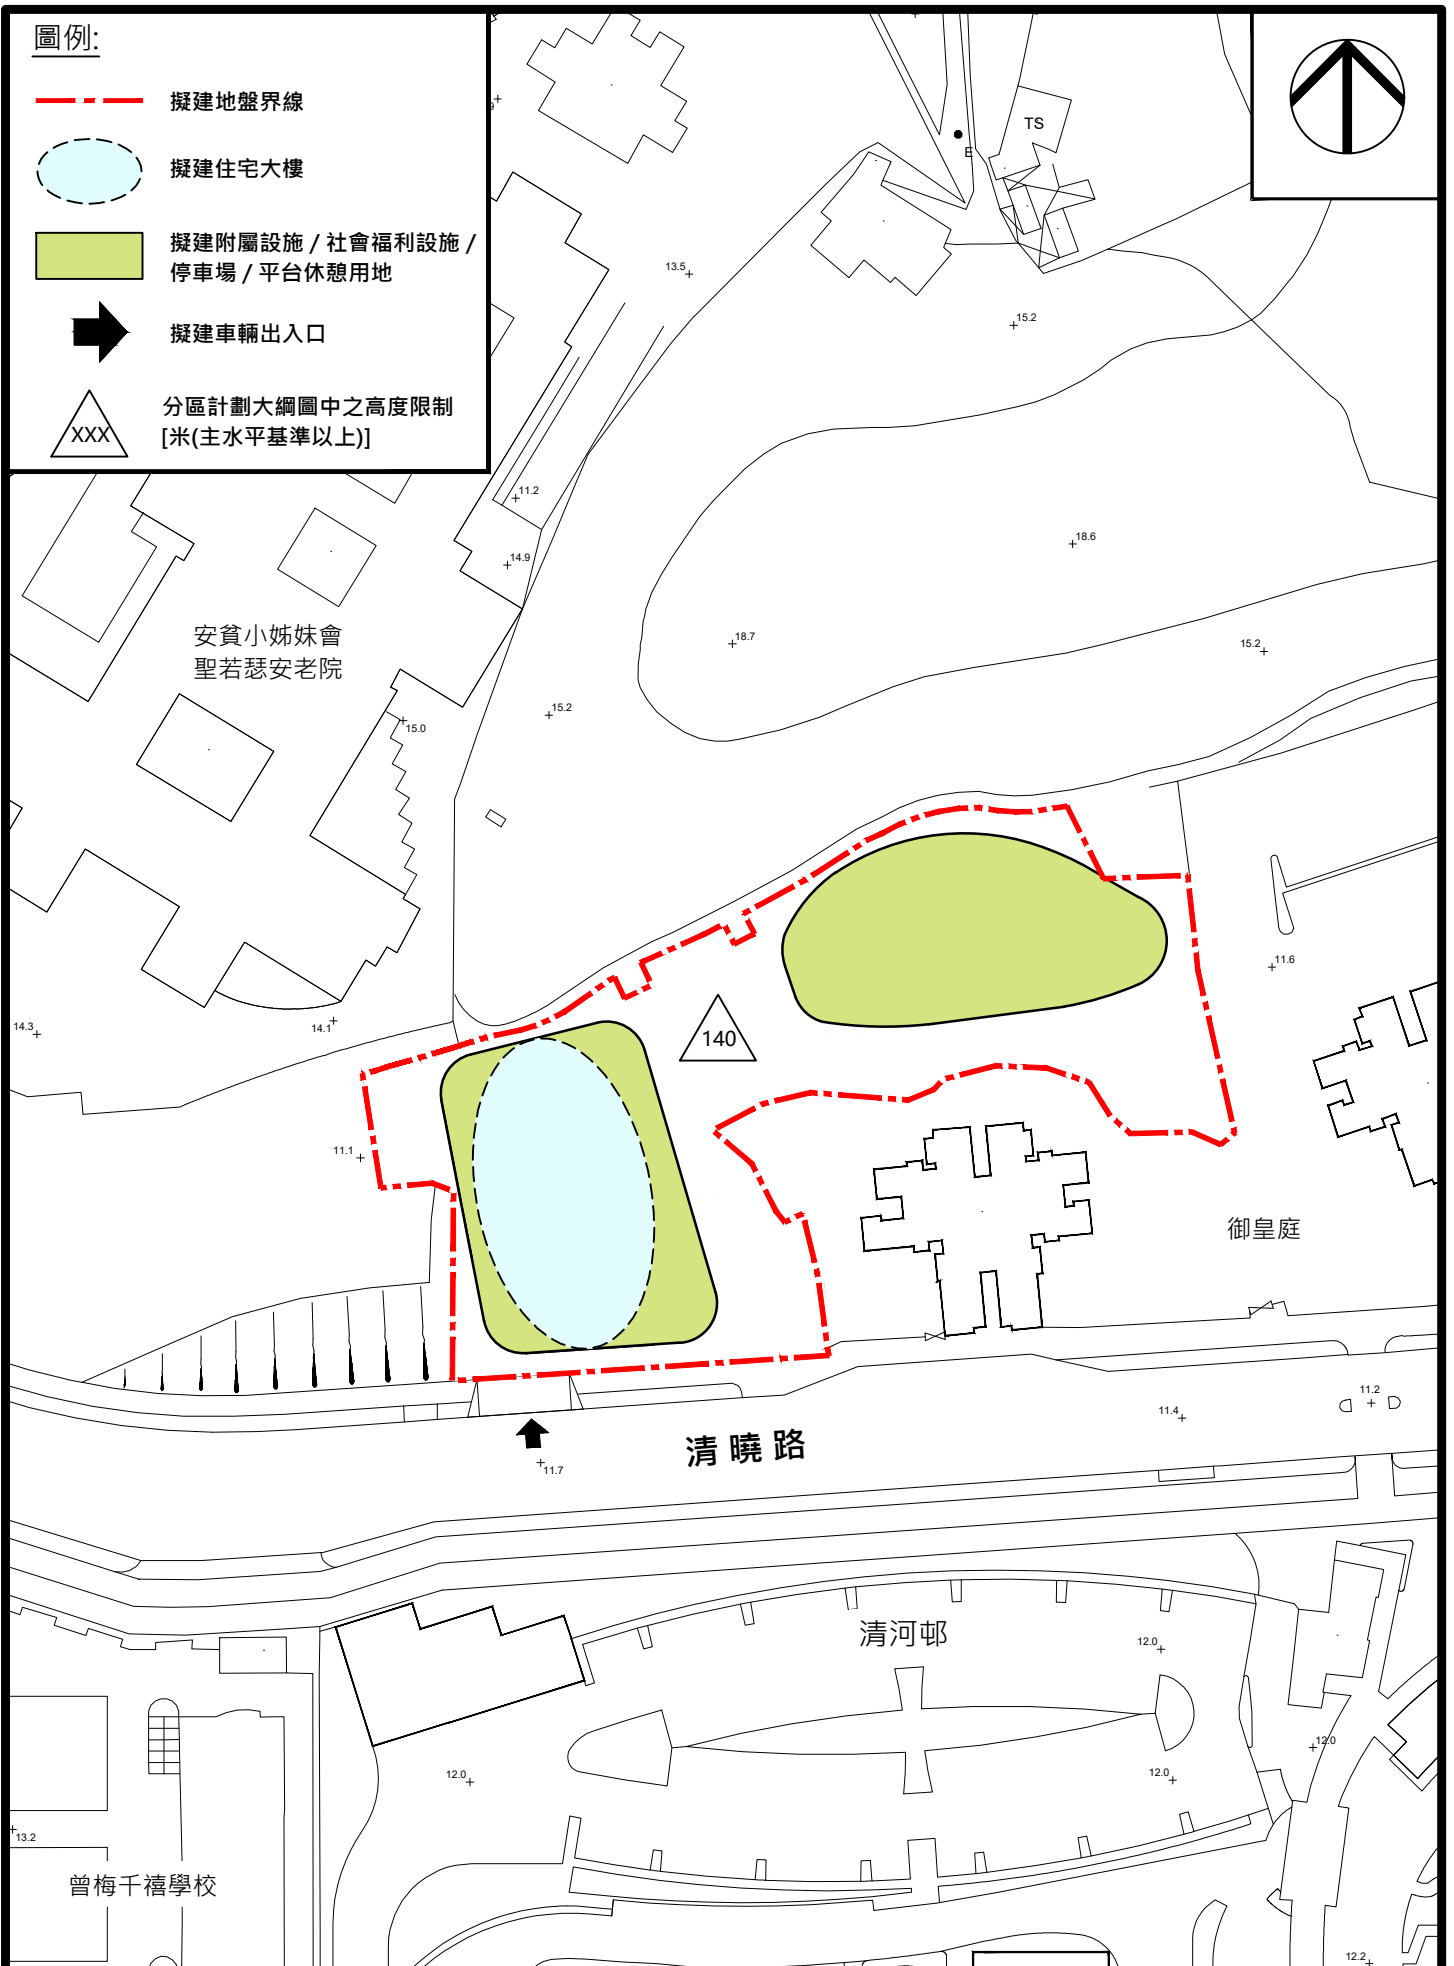 圖例:
擬建地盤界線
擬建住宅大樓
擬建附屬設施 / 社會福利設施 /
停車場 / 平台休憩用地
擬建車輛出入口
XXX
分區計劃大綱圖中之高度限制
[米(主水平基準以上)]
TS
E
13.5
15.2
11.2
14.9
18.6
安貧小姊妹會
聖若瑟安老院
18.7
15.2
15.2
15.0
11.6
14.3
14.1
140
11.1
御皇庭
11.2
11.4
清曉路
11.7
清河邨
12.0
12.0
12.0
12.0
13.2
曾梅千禧學校
12.2